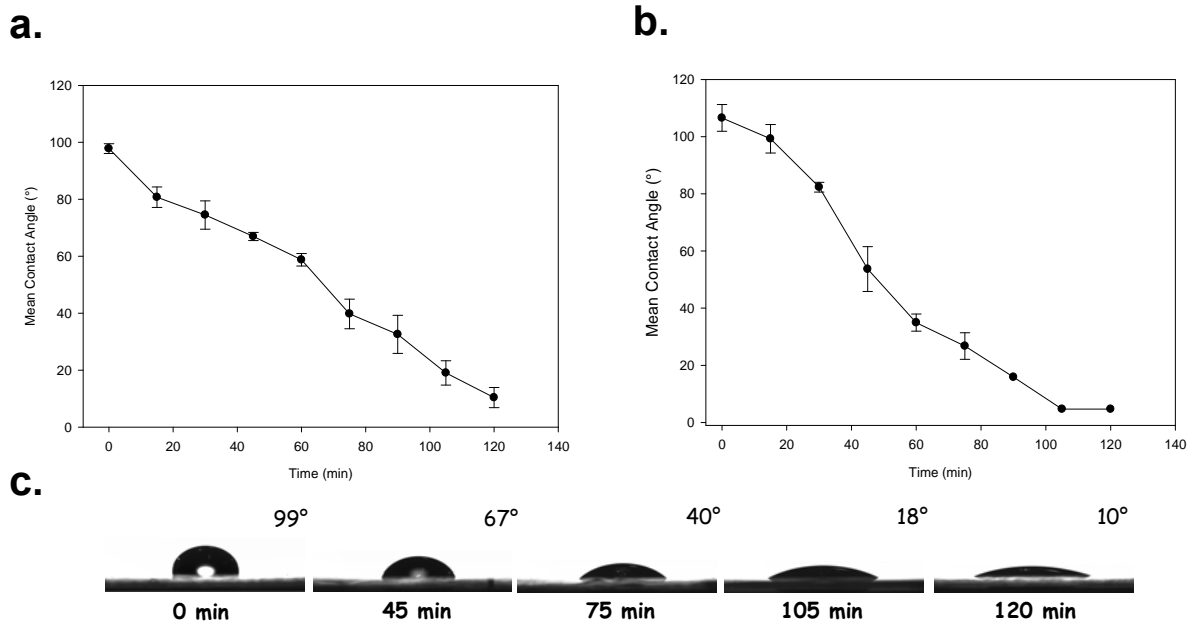 a.
120
100
80
60
40
20
0
Mean Contact Angle (°)
0 20 40 60 80 100 120 140
Time (min)
b.
120
100
80
60
40
20
0
Mean Contact Angle (°)
0 20 40 60 80 100 120 140
Time (min)
c.
99° 67° 40° 18° 10°
0 min 45 min 75 min 105 min 120 min